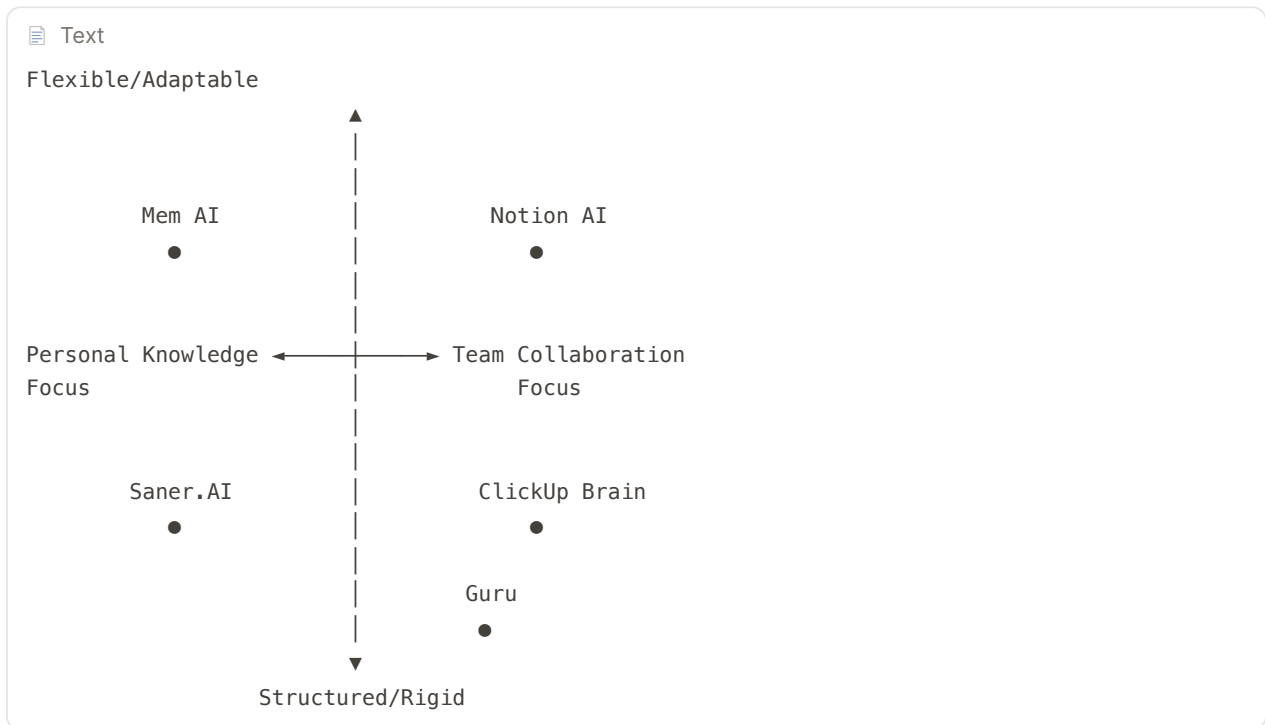 Text
Flexible/Adaptable
Mem AI Notion AI
Personal Knowledge Team Collaboration
Focus Focus
Saner.AI ClickUp Brain
Guru
Structured/Rigid